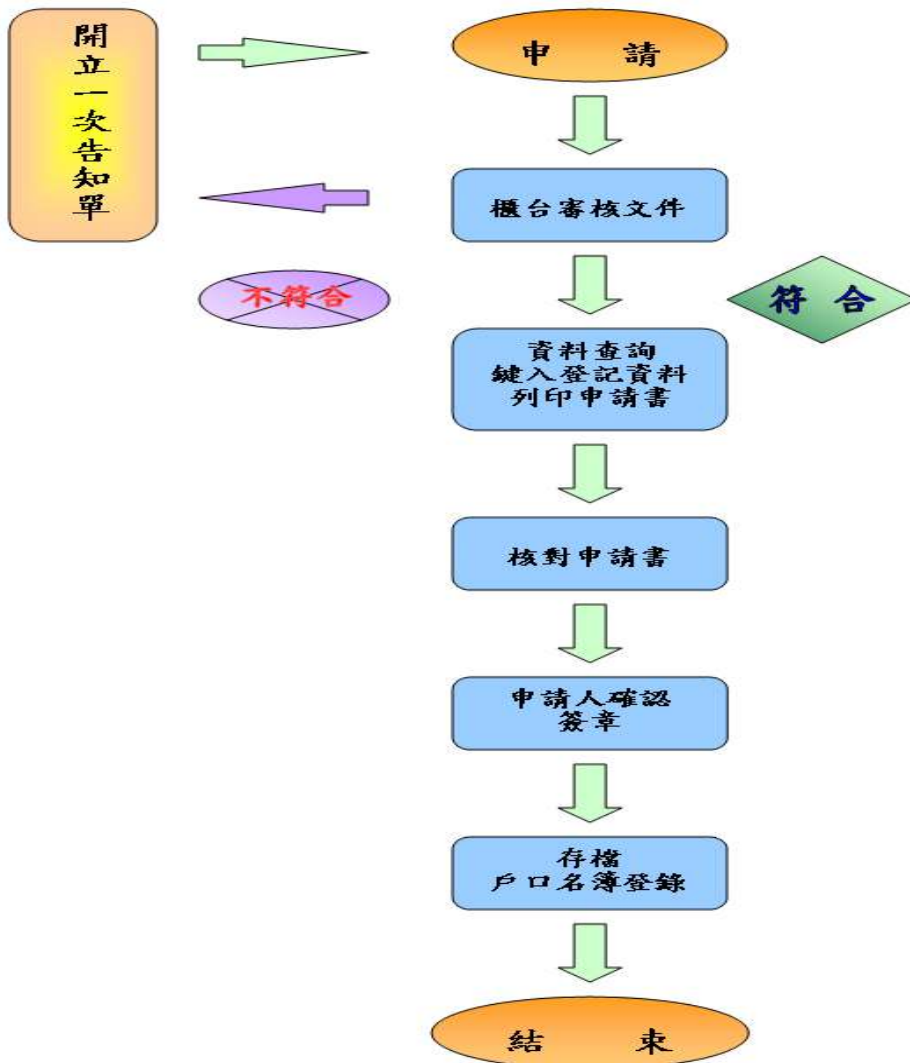 開立一次告知單
申 請
櫃台審核文件
不符合
符 合
資料查詢
鍵入登記資料
列印申請書
核對申請書
申請人確認
簽章
存檔
戶口名簿登錄
結 束